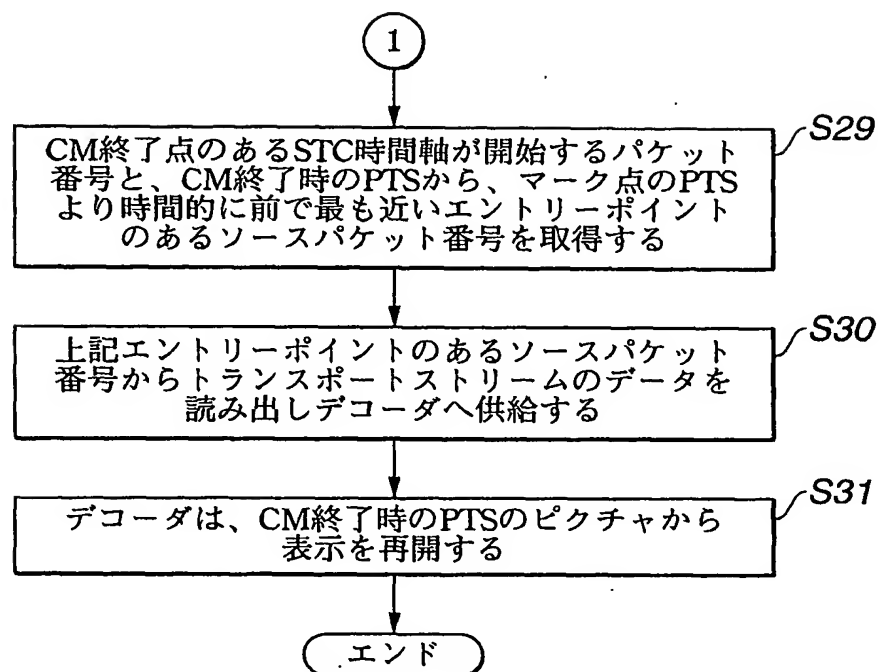 1
S29
CM終了点のあるSTC時間軸が開始するパケット
番号と、CM終了時のPTSから、マーク点のPTS
より時間的に前で最も近いエントリーポイント
のあるソースパケット番号を取得する
S30
上記エントリーポイントのあるソースパケット
番号からトランスポートストリームのデータを
読み出しデコーダへ供給する
S31
デコーダは、CM終了時のPTSのピクチャから
表示を再開する
エンド